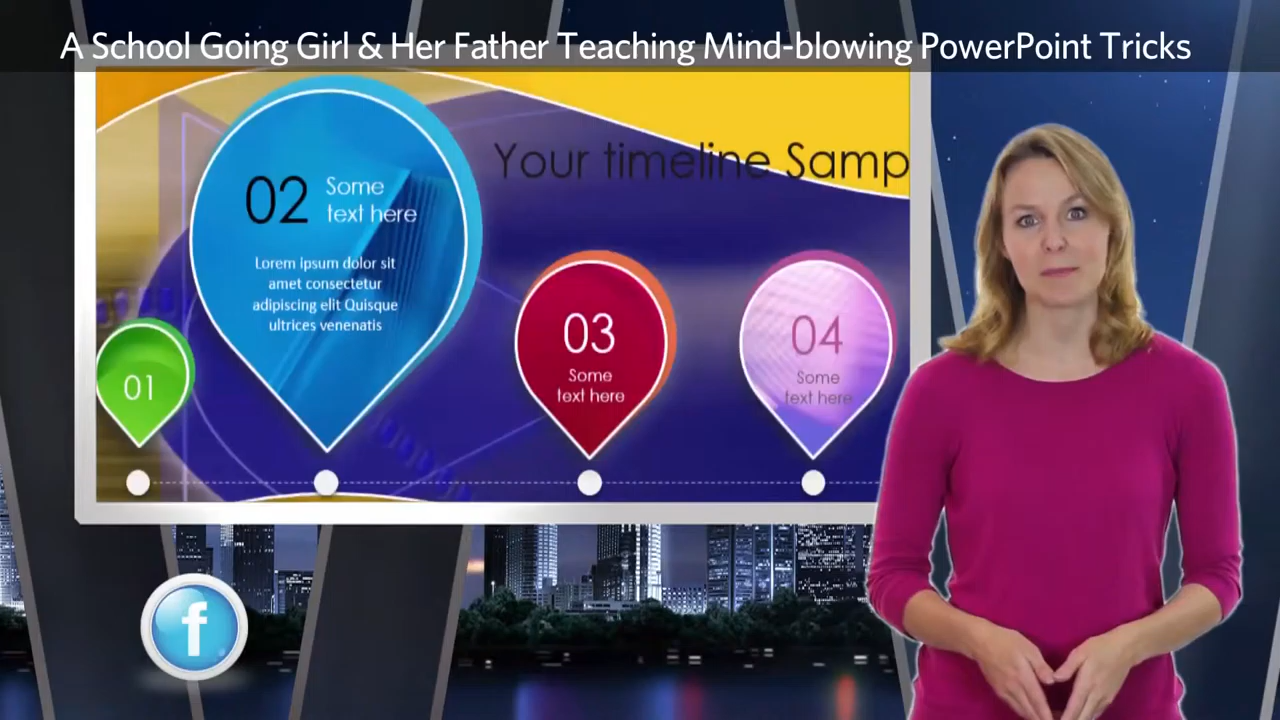 A School Going Girl & Her Father Teaching Mind-blowing PowerPoint Tricks
Your timeline Samp
02 Some
text here
Lorem ipsum dolor sit
amet consectetur
adipiscing elit Quisque
ultrices venenatis
01
03
Some
text here
04
Some
text here
f